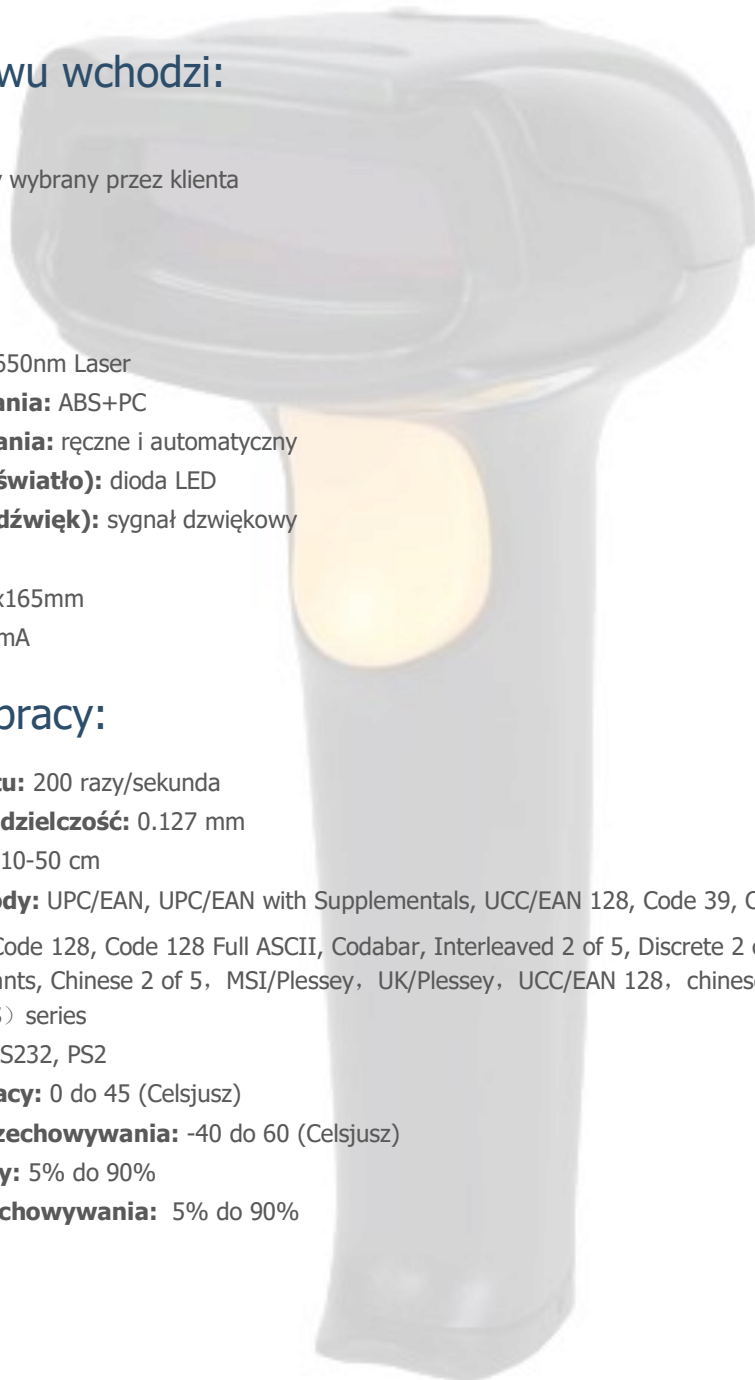 wu wchodzi:
y wybrany przez klienta
650nm Laser
ania: ABS+PC
ania: ręczne i automatyczny
światło): dioda LED
dźwięk): sygnał dzwiękowy
x165mm
mA
pracy:
tu: 200 razy/sekunda
dzielczość: 0.127 mm
10-50 cm
ody: UPC/EAN, UPC/EAN with Supplementals, UCC/EAN 128, Code 39, C
Code 128, Code 128 Full ASCII, Codabar, Interleaved 2 of 5, Discrete 2
ants, Chinese 2 of 5，MSI/Plessey，UK/Plessey，UCC/EAN 128，chines
5）series
S232, PS2
acy: 0 do 45 (Celsjusz)
zechowywania: -40 do 60 (Celsjusz)
y: 5% do 90%
chowywania: 5% do 90%